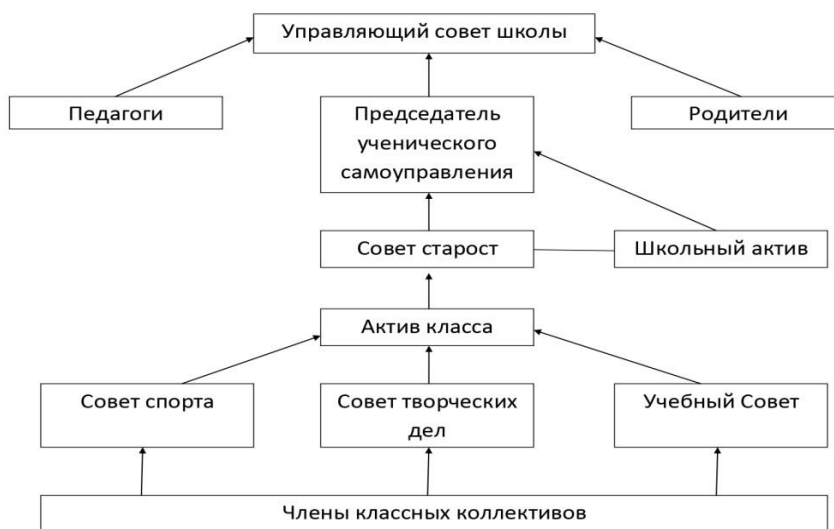 Управляющий совет школы
Педагоги
Председатель
ученического
самоуправления
Родители
Совет старост
Школьный актив
Актив класса
Совет спорта
Совет творческих
дел
Учебный Совет
Члены классных коллективов